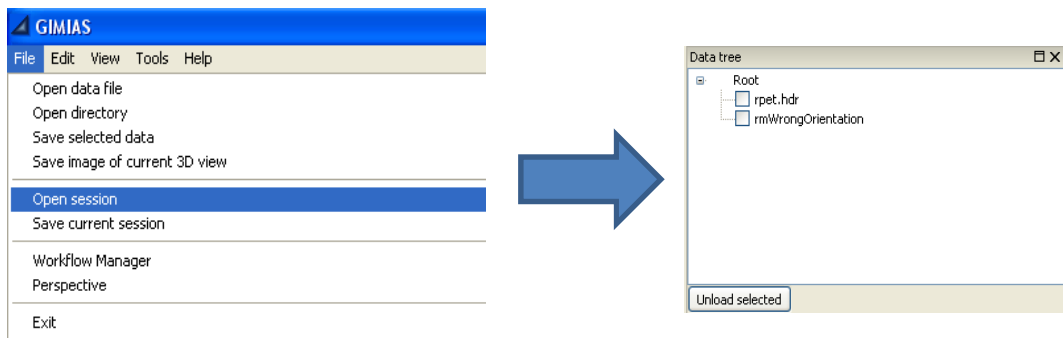 GIMIAS
File Edit View Tools Help
Open data file
Open directory
Save selected data
Save image of current 3D view
Open session
Save current session
Workflow Manager
Perspective
Exit
Data tree
Root
rpet.hdr
rmWrongOrientation
Unload selected